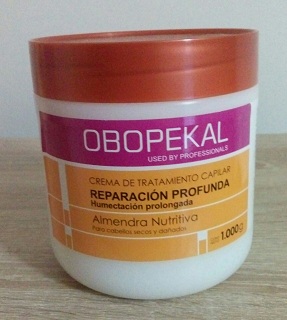 OBOPEKAL
USED BY PROFESSIONALS
CREMA DE TRATAMIENTO CAPILAR
REPARACIÓN PROFUNDA
Humectación prolongada
Almendra Nutritiva
Para cabellos secos y dañados
1.000